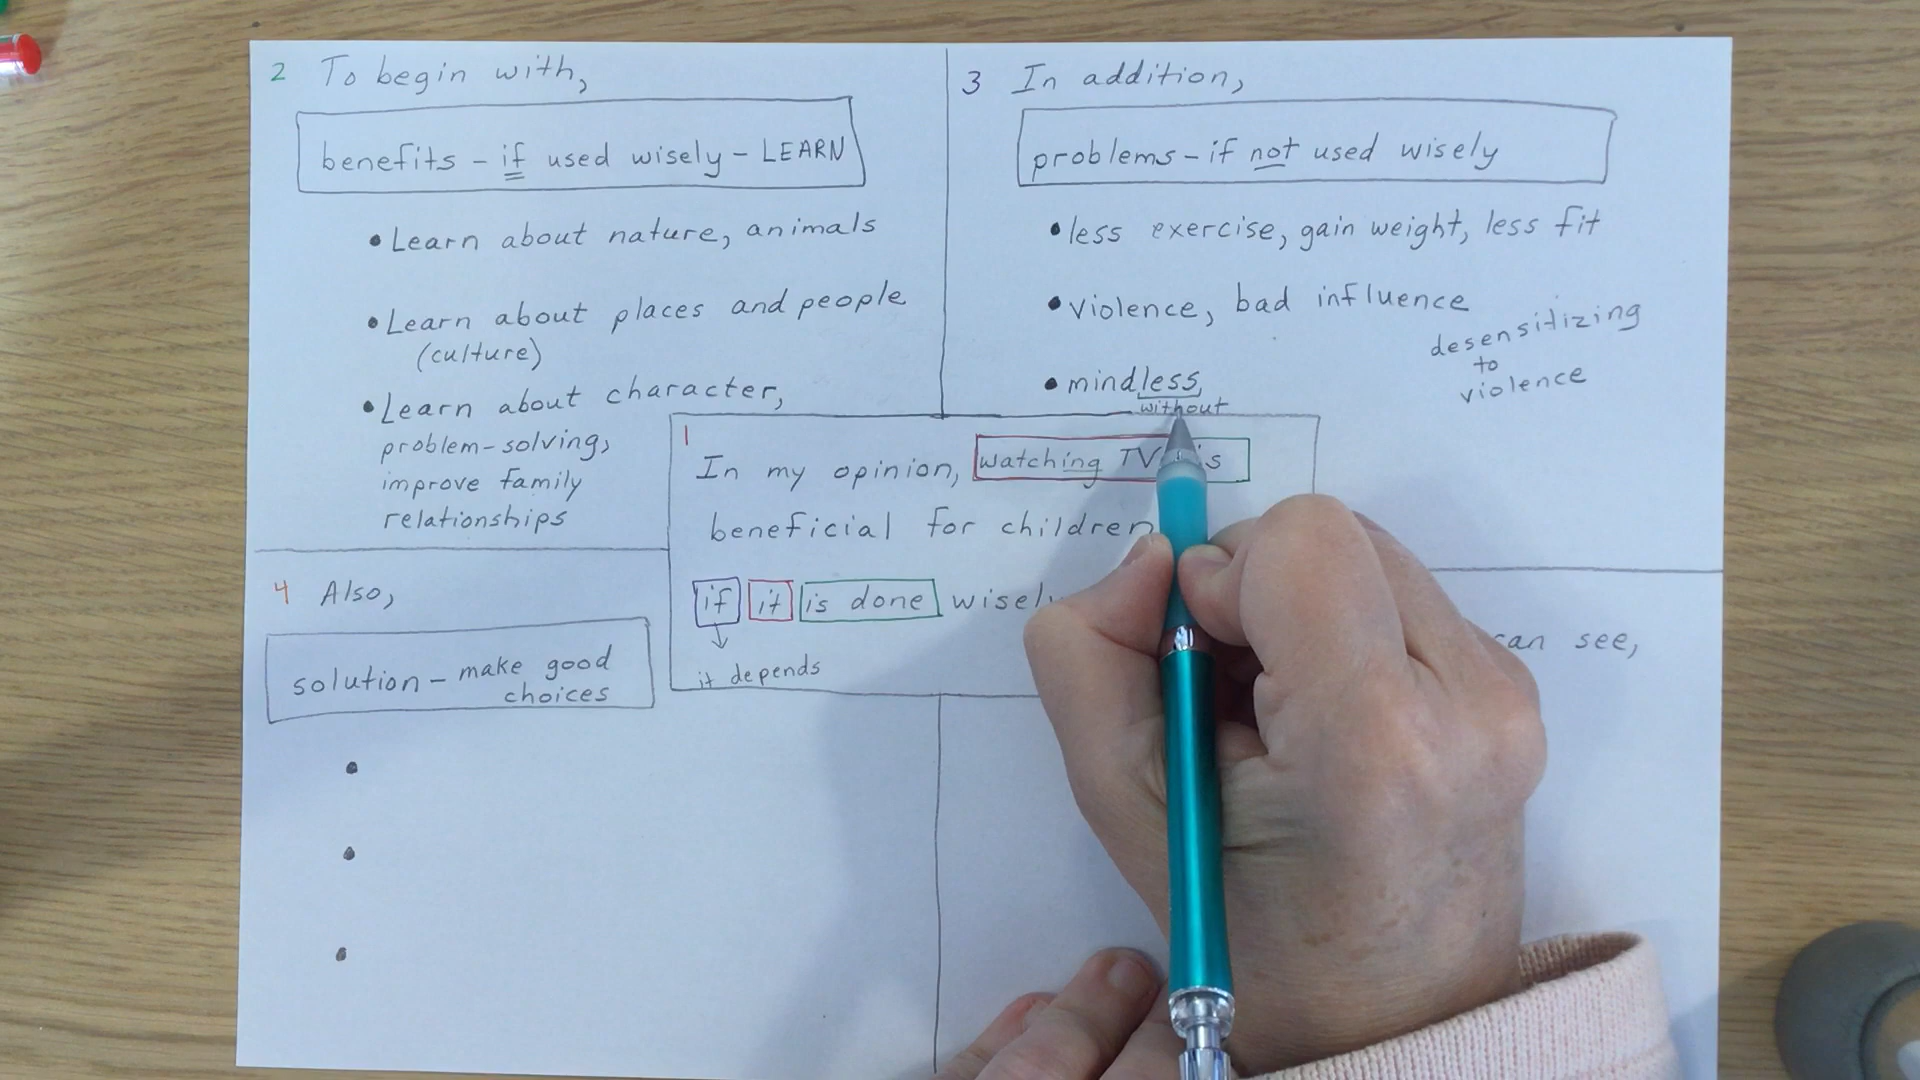 2 To begin with,
benefits - if used wisely - LEARN
• Learn about nature, animals
• Learn about places and people
(culture)
• Learn about character,
problem-solving,
improve family
relationships
3 In addition,
problems - if not used wisely
• less exercise, gain weight, less fit
• violence, bad influence
desensitizing
to
violence
• mindless,
without
1
In my opinion, watching TV is
beneficial for children
if it is done wisely
it depends
4 Also,
solution - make good
choices
•
•
•
can see,